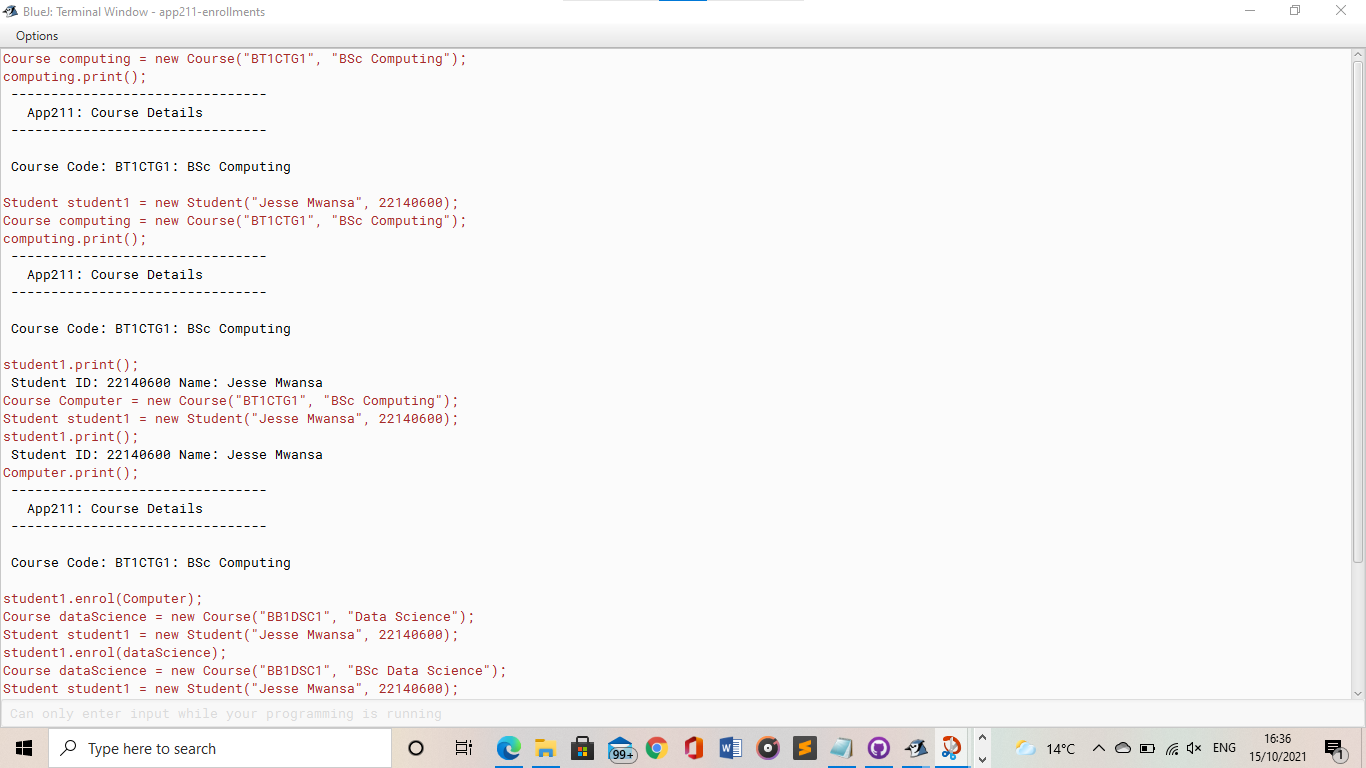 BlueJ: Terminal Window - app211-enrollments
Options
Course computing = new Course("BT1CTG1", "BSc Computing");
computing.print();
--------------------------------
App211: Course Details
--------------------------------
Course Code: BT1CTG1: BSc Computing
Student student1 = new Student("Jesse Mwansa", 22140600);
Course computing = new Course("BT1CTG1", "BSc Computing");
computing.print();
--------------------------------
App211: Course Details
--------------------------------
Course Code: BT1CTG1: BSc Computing
student1.print();
Student ID: 22140600 Name: Jesse Mwansa
Course Computer = new Course("BT1CTG1", "BSc Computing");
Student student1 = new Student("Jesse Mwansa", 22140600);
student1.print();
Student ID: 22140600 Name: Jesse Mwansa
Computer.print();
--------------------------------
App211: Course Details
--------------------------------
Course Code: BT1CTG1: BSc Computing
student1.enrol(Computer);
Course dataScience = new Course("BB1DSC1", "Data Science");
Student student1 = new Student("Jesse Mwansa", 22140600);
student1.enrol(dataScience);
Course dataScience = new Course("BB1DSC1", "BSc Data Science");
Student student1 = new Student("Jesse Mwansa", 22140600);
Can only enter input while your programming is running
Type here to search
99+
14°C
ENG
16:36
15/10/2021
1